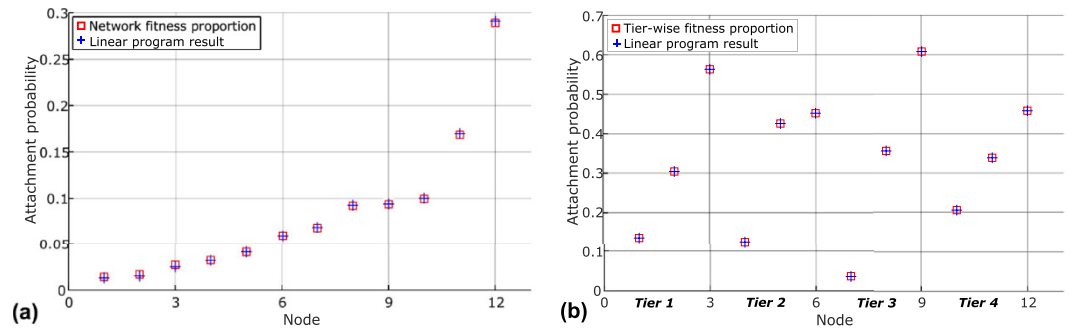 0.3
0.25
0.2
0.15
0.1
0.05
0
Attachment probability
Network fitness proportion
Linear program result
0 3 6 9 12
Node
(a)
0.7
0.6
0.5
0.4
0.3
0.2
0.1
0
Attachment probability
Tier-wise fitness proportion
Linear program result
0 Tier 1 3 Tier 2 6 Tier 3 9 Tier 4 12
Node
(b)